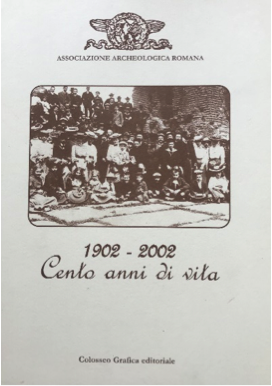 ASSOCIAZIONE ARCHEOLOGICA ROMANA
1902 - 2002
Cento anni di vita
Colosseo Grafica editoriale